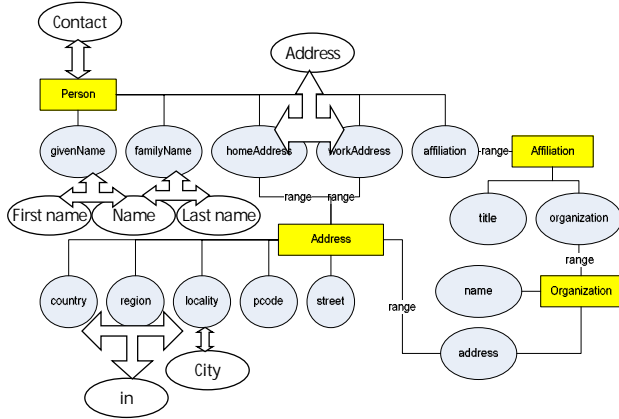 Contact
Address
Person
givenName
familyName
homeAddress
workAddress
affiliation
range
Affiliation
First name
Name
Last name
range
range
title
organization
Address
range
country
region
locality
pcode
street
name
Organization
range
address
City
in